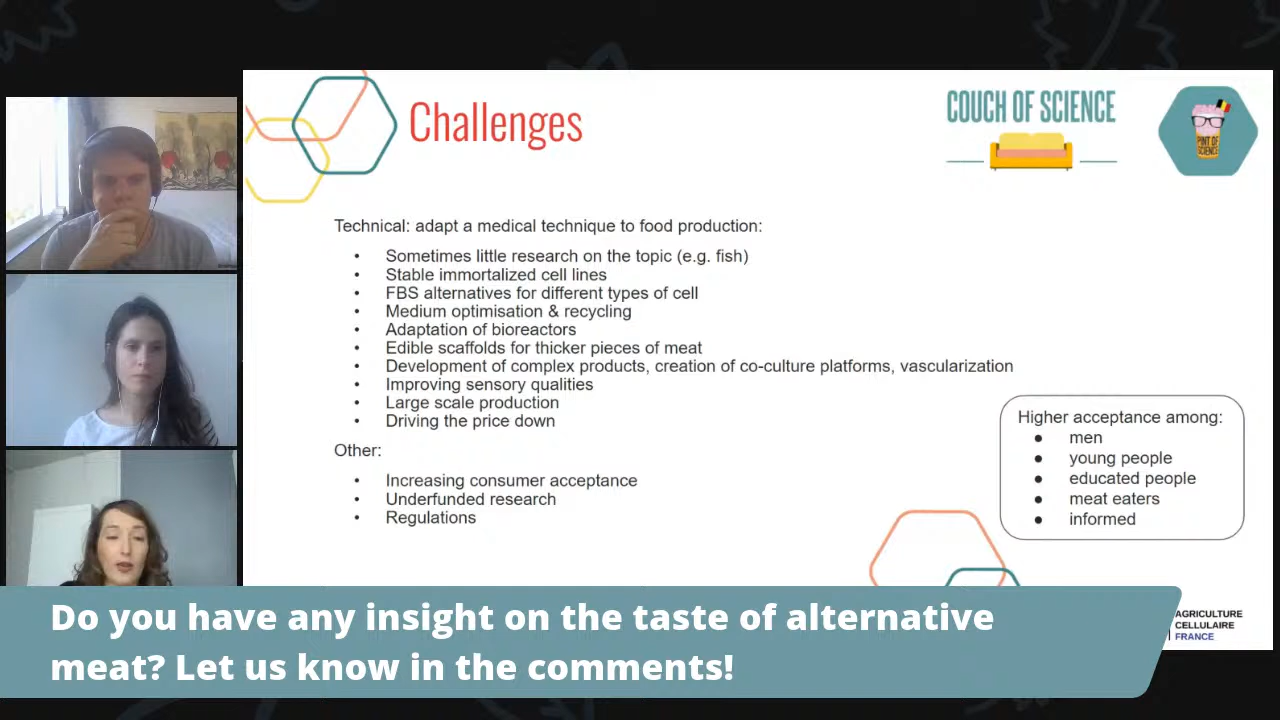 Challenges
COUCH OF SCIENCE
PINT OF
SCIENCE
Technical: adapt a medical technique to food production:
• Sometimes little research on the topic (e.g. fish)
• Stable immortalized cell lines
• FBS alternatives for different types of cell
• Medium optimisation & recycling
• Adaptation of bioreactors
• Edible scaffolds for thicker pieces of meat
• Development of complex products, creation of co-culture platforms, vascularization
• Improving sensory qualities
• Large scale production
• Driving the price down
Other:
• Increasing consumer acceptance
• Underfunded research
• Regulations
Higher acceptance among:
● men
● young people
● educated people
● meat eaters
● informed
Do you have any insight on the taste of alternative
meat? Let us know in the comments!
AGRICULTURE
CELLULAIRE
FRANCE